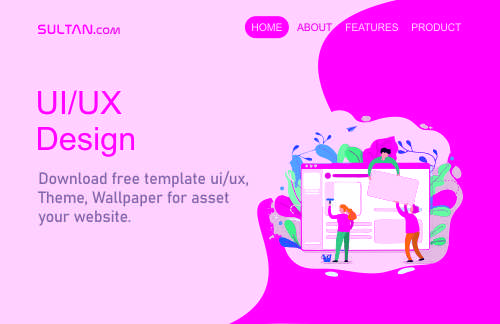 SULTAN.COM
HOME ABOUT FEATURES PRODUCT
UI/UX
Design
Download free template ui/ux,
Theme, Wallpaper for asset
your website.